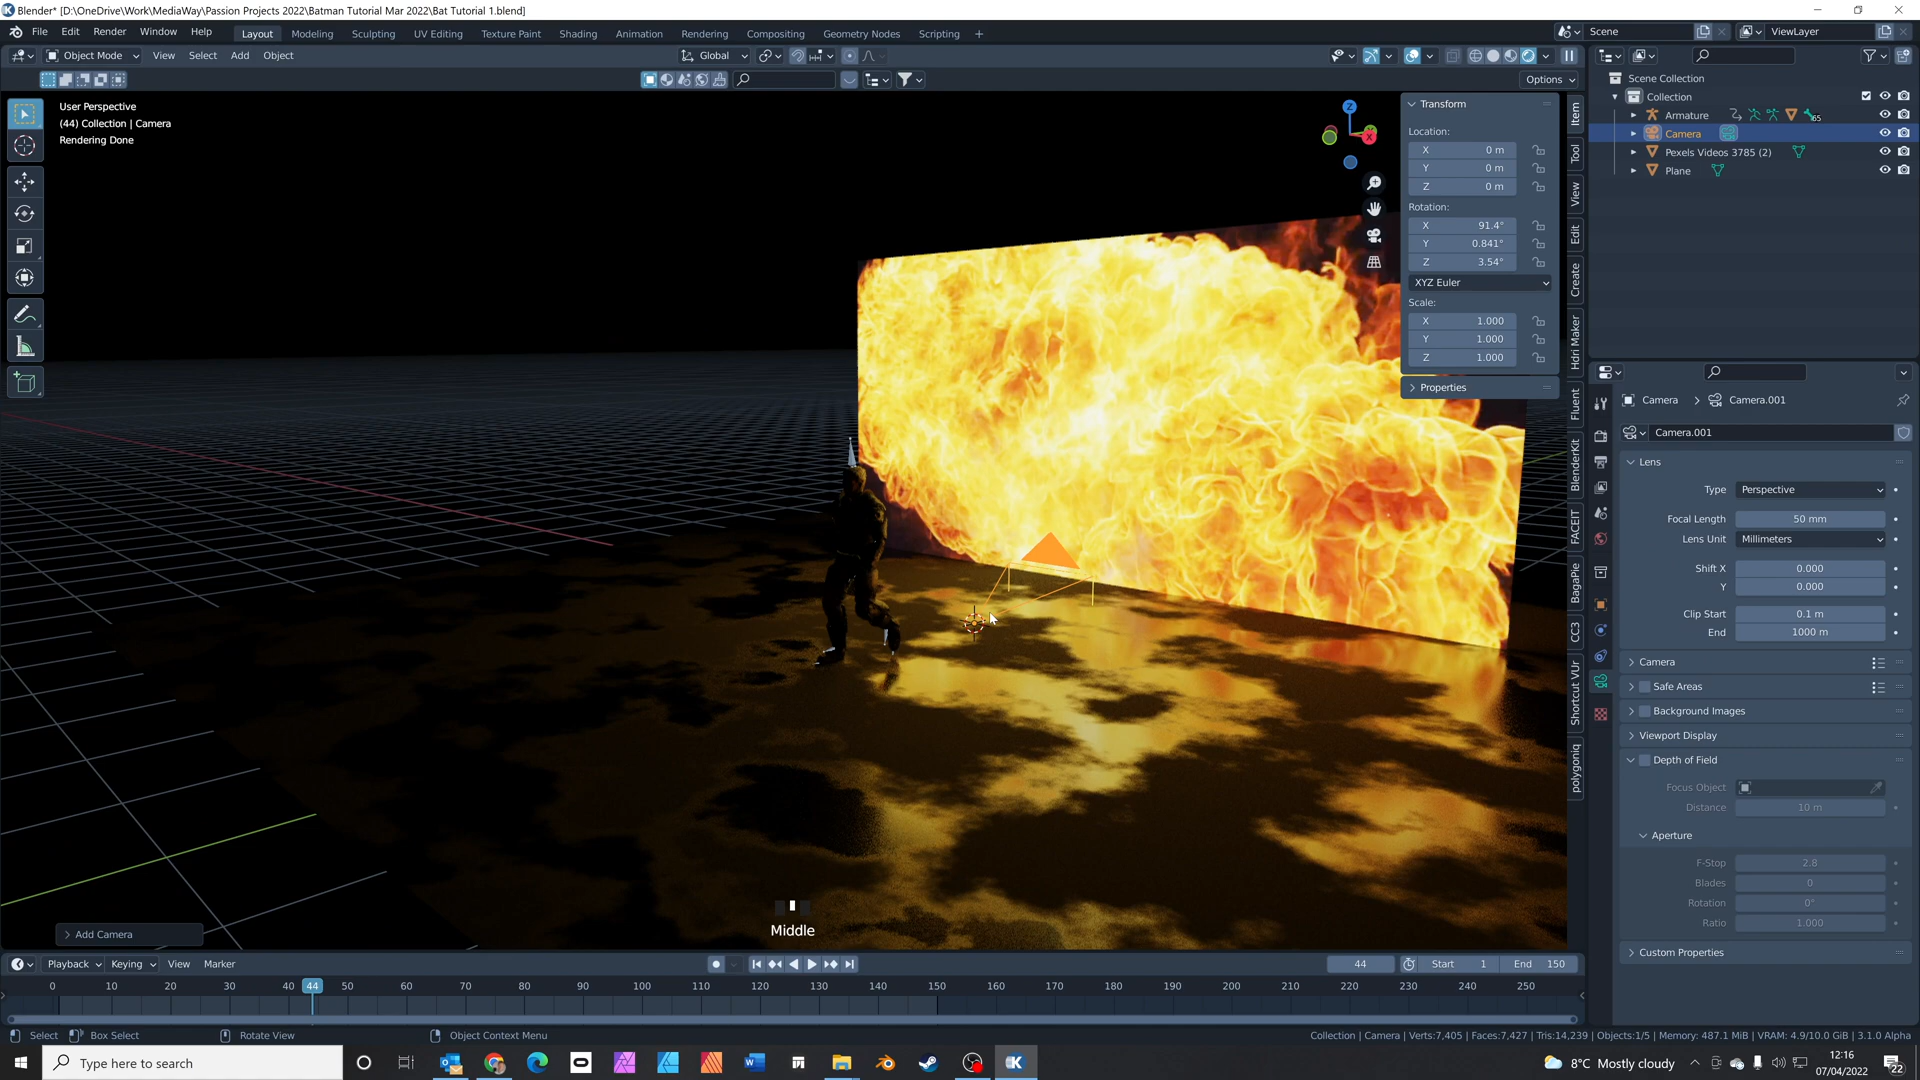 Blender* [D:\OneDrive\Work\MediaWay\Passion Projects 2022\Batman Tutorial Mar 2022\Bat Tutorial 1.blend]
File Edit Render Window Help Layout Modeling Sculpting UV Editing Texture Paint Shading Animation Rendering Compositing Geometry Nodes Scripting + Scene ViewLayer
Object Mode View Select Add Object Global
Options
User Perspective
(44) Collection | Camera
Rendering Done
Z
X
Transform
Location:
X 0 m
Y 0 m
Z 0 m
Rotation:
X 91.4°
Y 0.841°
Z 3.54°
XYZ Euler
Scale:
X 1.000
Y 1.000
Z 1.000
Properties
Item
Tool
View
Edit
Create
Hdri Maker
Fluent
BlenderKit
FACEIT
BagaPie
CC3
Shortcut VUr
polygoniq
Scene Collection
Collection
Armature 65
Camera
Pexels Videos 3785 (2)
Plane
Camera > Camera.001
Camera.001
Lens
Type Perspective
Focal Length 50 mm
Lens Unit Millimeters
Shift X 0.000
Y 0.000
Clip Start 0.1 m
End 1000 m
Camera
Safe Areas
Background Images
Viewport Display
Depth of Field
Focus Object
Distance 10 m
Aperture
F-Stop 2.8
Blades 0
Rotation 0°
Ratio 1.000
Custom Properties
Middle
Add Camera
Playback Keying View Marker 44 Start 1 End 150
0 10 20 30 40 44 50 60 70 80 90 100 110 120 130 140 150 160 170 180 190 200 210 220 230 240 250
Select Box Select Rotate View Object Context Menu Collection | Camera | Verts:7,405 | Faces:7,427 | Tris:14,239 | Objects:1/5 | Memory: 487.1 MiB | VRAM: 4.9/10.0 GiB | 3.1.0 Alpha
Type here to search 8°C Mostly cloudy 12:16
07/04/2022 22